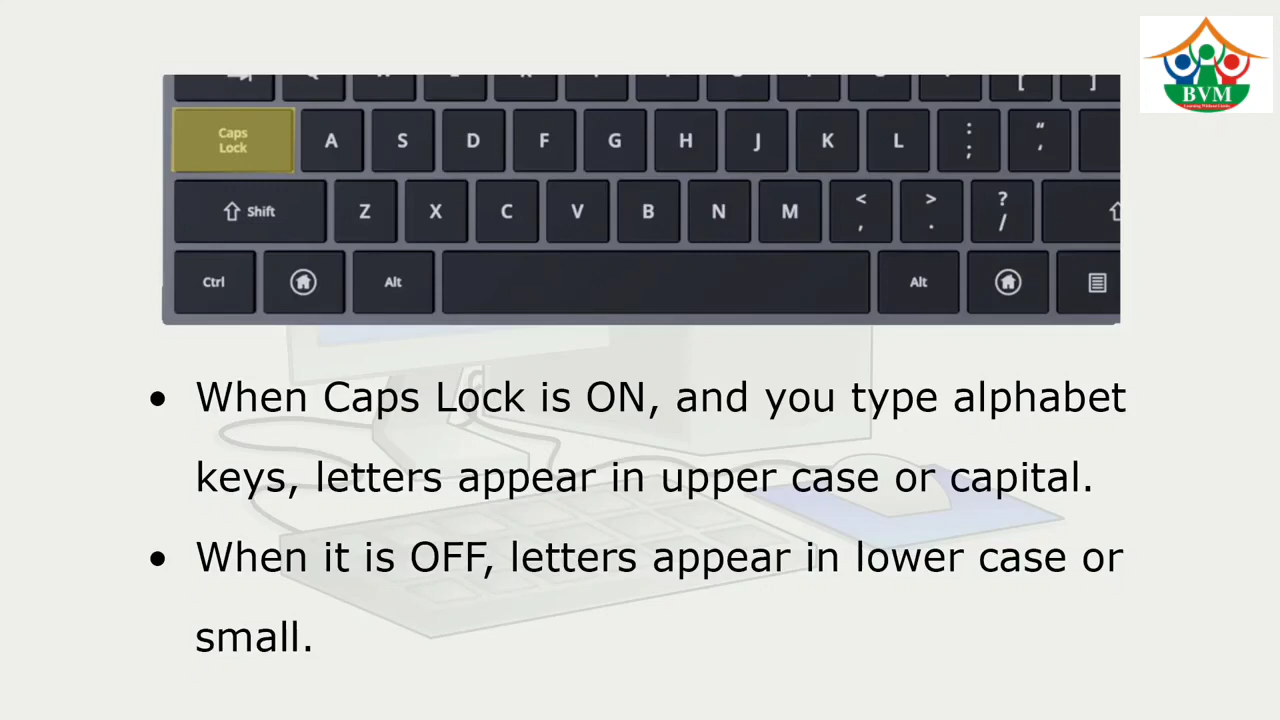 BVM
Caps
Lock
A S D F G H J K L : ; “ ‘
Shift Z X C V B N M < , > . ? /
Ctrl Alt Alt
When Caps Lock is ON, and you type alphabet
keys, letters appear in upper case or capital.
When it is OFF, letters appear in lower case or
small.